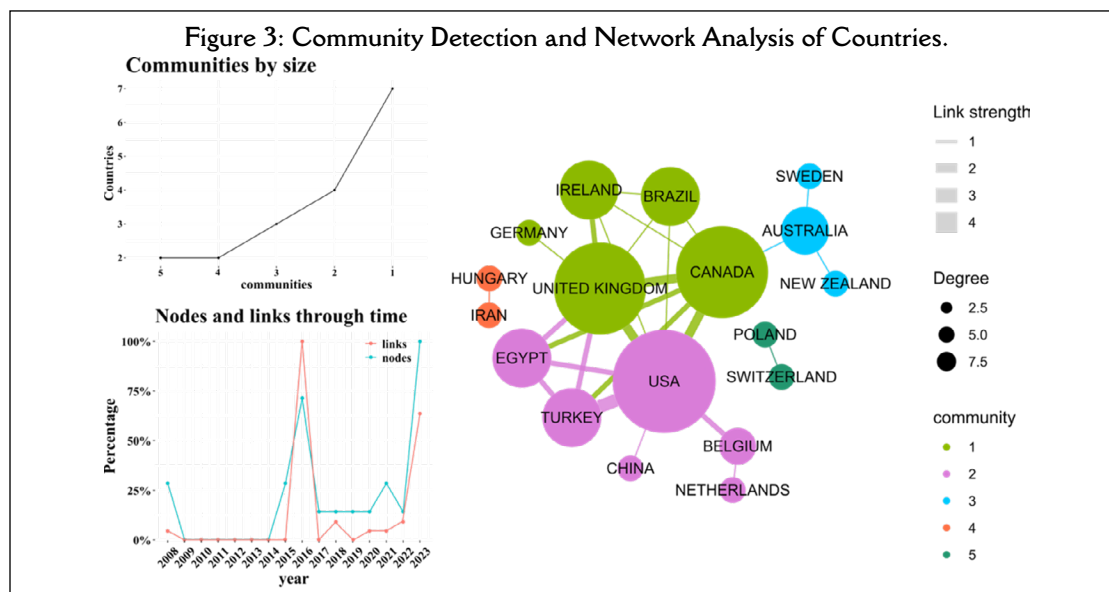 Figure 3: Community Detection and Network Analysis of Countries.
Communities by size
7
6
5
4
3
2
Countries
5 4 3 2 1
communities
Nodes and links through time
links
nodes
100%
75%
50%
25%
0%
Percentage
2008 2009 2010 2011 2012 2013 2014 2015 2016 2017 2018 2019 2020 2021 2022 2023
year
SWEDEN
IRELAND
BRAZIL
AUSTRALIA
GERMANY
CANADA
HUNGARY
UNITED KINGDOM
NEW ZEALAND
IRAN
POLAND
EGYPT
USA
SWITZERLAND
TURKEY
BELGIUM
CHINA
NETHERLANDS
Link strength
1
2
3
4
Degree
2.5
5.0
7.5
community
1
2
3
4
5